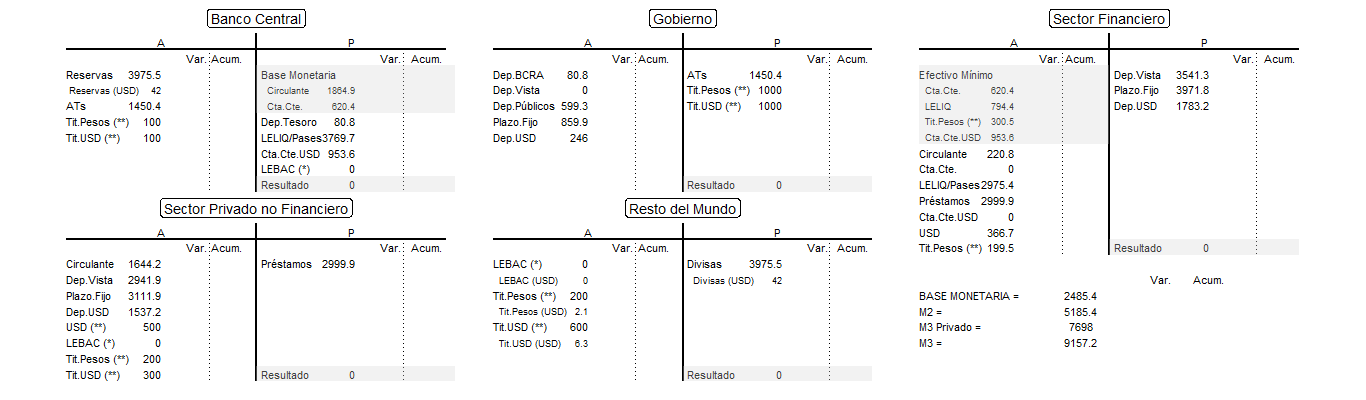 Banco Central
A P
Var. Acum. Var. Acum.
Reservas 3975.5 Base Monetaria
Reservas (USD) 42 Circulante 1864.9
ATs 1450.4 Cta.Cte. 620.4
Tit.Pesos (**) 100 Dep.Tesoro 80.8
Tit.USD (**) 100 LELIQ/Pases 3769.7
Cta.Cte.USD 953.6
LEBAC (*) 0
Resultado 0
Gobierno
A P
Var. Acum. Var. Acum.
Dep.BCRA 80.8 ATs 1450.4
Dep.Vista 0 Tit.Pesos (**) 1000
Dep.Públicos 599.3 Tit.USD (**) 1000
Plazo.Fijo 859.9
Dep.USD 246
Resultado 0
Sector Financiero
A P
Var. Acum. Var. Acum.
Efectivo Mínimo Dep.Vista 3541.3
Cta.Cte. 620.4 Plazo.Fijo 3971.8
LELIQ 794.4 Dep.USD 1783.2
Tit.Pesos (**) 300.5
Cta.Cte.USD 953.6
Circulante 220.8
Cta.Cte. 0
LELIQ/Pases 2975.4
Préstamos 2999.9
Cta.Cte.USD 0
USD 366.7
Tit.Pesos (**) 199.5 Resultado 0
Sector Privado no Financiero
A P
Var. Acum. Var. Acum.
Circulante 1644.2 Préstamos 2999.9
Dep.Vista 2941.9
Plazo.Fijo 3111.9
Dep.USD 1537.2
USD (**) 500
LEBAC (*) 0
Tit.Pesos (**) 200
Tit.USD (**) 300 Resultado 0
Resto del Mundo
A P
Var. Acum. Var. Acum.
LEBAC (*) 0 Divisas 3975.5
LEBAC (USD) 0 Divisas (USD) 42
Tit.Pesos (**) 200
Tit.Pesos (USD) 2.1
Tit.USD (**) 600
Tit.USD (USD) 6.3
Resultado 0
Var. Acum.
BASE MONETARIA = 2485.4
M2 = 5185.4
M3 Privado = 7698
M3 = 9157.2